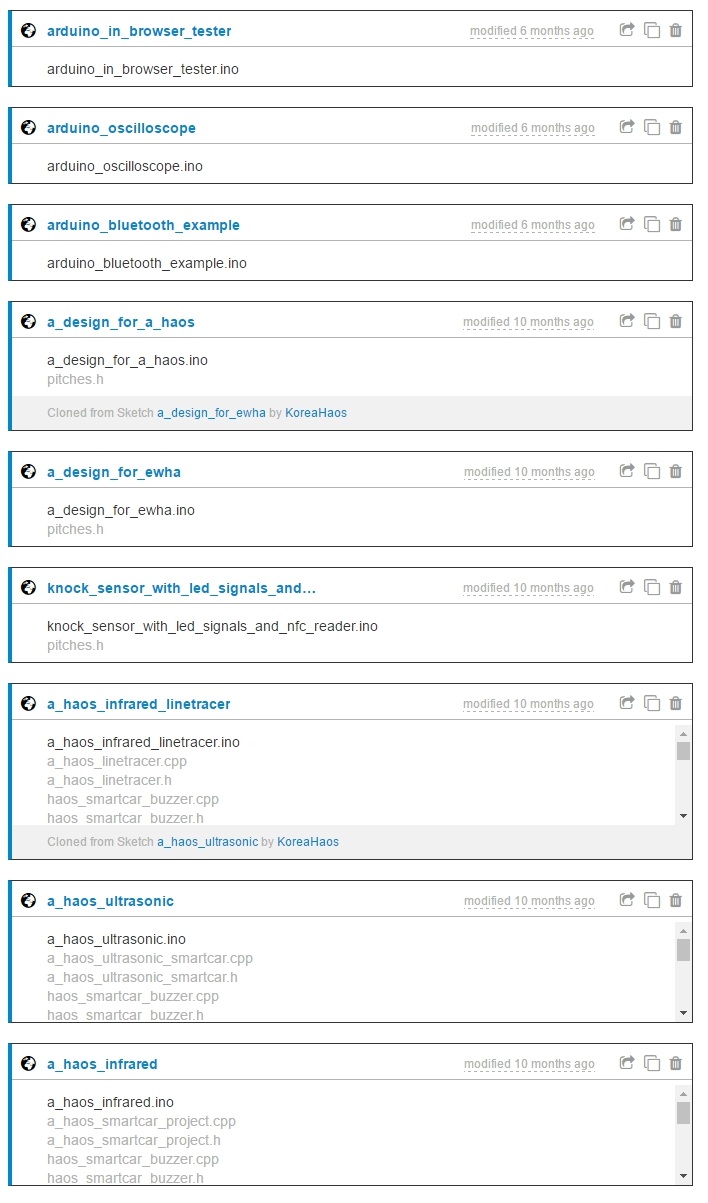 arduino_in_browser_tester modified 6 months ago
arduino_in_browser_tester.ino
arduino_oscilloscope modified 6 months ago
arduino_oscilloscope.ino
arduino_bluetooth_example modified 6 months ago
arduino_bluetooth_example.ino
a_design_for_a_haos modified 10 months ago
a_design_for_a_haos.ino
pitches.h
Cloned from Sketch a_design_for_ewha by KoreaHaos
a_design_for_ewha modified 10 months ago
a_design_for_ewha.ino
pitches.h
knock_sensor_with_led_signals_and... modified 10 months ago
knock_sensor_with_led_signals_and_nfc_reader.ino
pitches.h
a_haos_infrared_linetracer modified 10 months ago
a_haos_infrared_linetracer.ino
a_haos_linetracer.cpp
a_haos_linetracer.h
haos_smartcar_buzzer.cpp
haos_smartcar_buzzer.h
Cloned from Sketch a_haos_ultrasonic by KoreaHaos
a_haos_ultrasonic modified 10 months ago
a_haos_ultrasonic.ino
a_haos_ultrasonic_smartcar.cpp
a_haos_ultrasonic_smartcar.h
haos_smartcar_buzzer.cpp
haos_smartcar_buzzer.h
a_haos_infrared modified 10 months ago
a_haos_infrared.ino
a_haos_smartcar_project.cpp
a_haos_smartcar_project.h
haos_smartcar_buzzer.cpp
haos_smartcar_buzzer.h